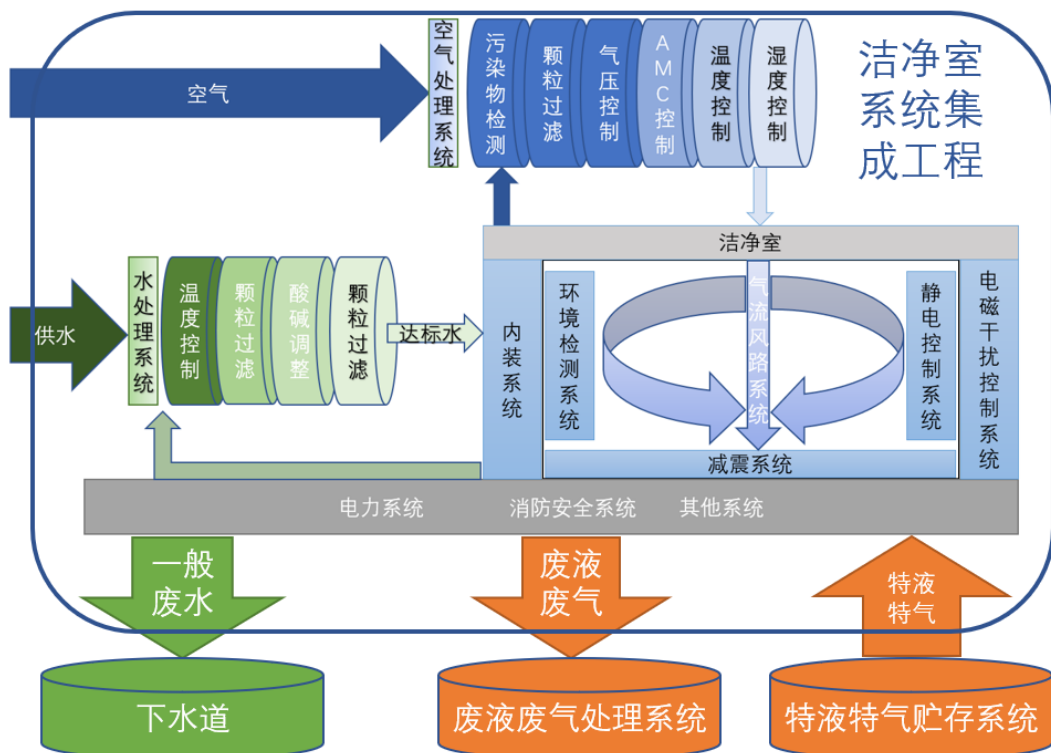 洁净室
系统集
成工程
空气
空气处理系统
污染物检测
颗粒过滤
气压控制
AMC控制
温度控制
湿度控制
供水
水处理系统
温度控制
颗粒过滤
酸碱调整
颗粒过滤
达标水
洁净室
内装系统
环境检测系统
气流风路系统
静电控制系统
电磁干扰控制系统
减震系统
电力系统
消防安全系统
其他系统
一般
废水
废液
废气
特液
特气
下水道
废液废气处理系统
特液特气贮存系统